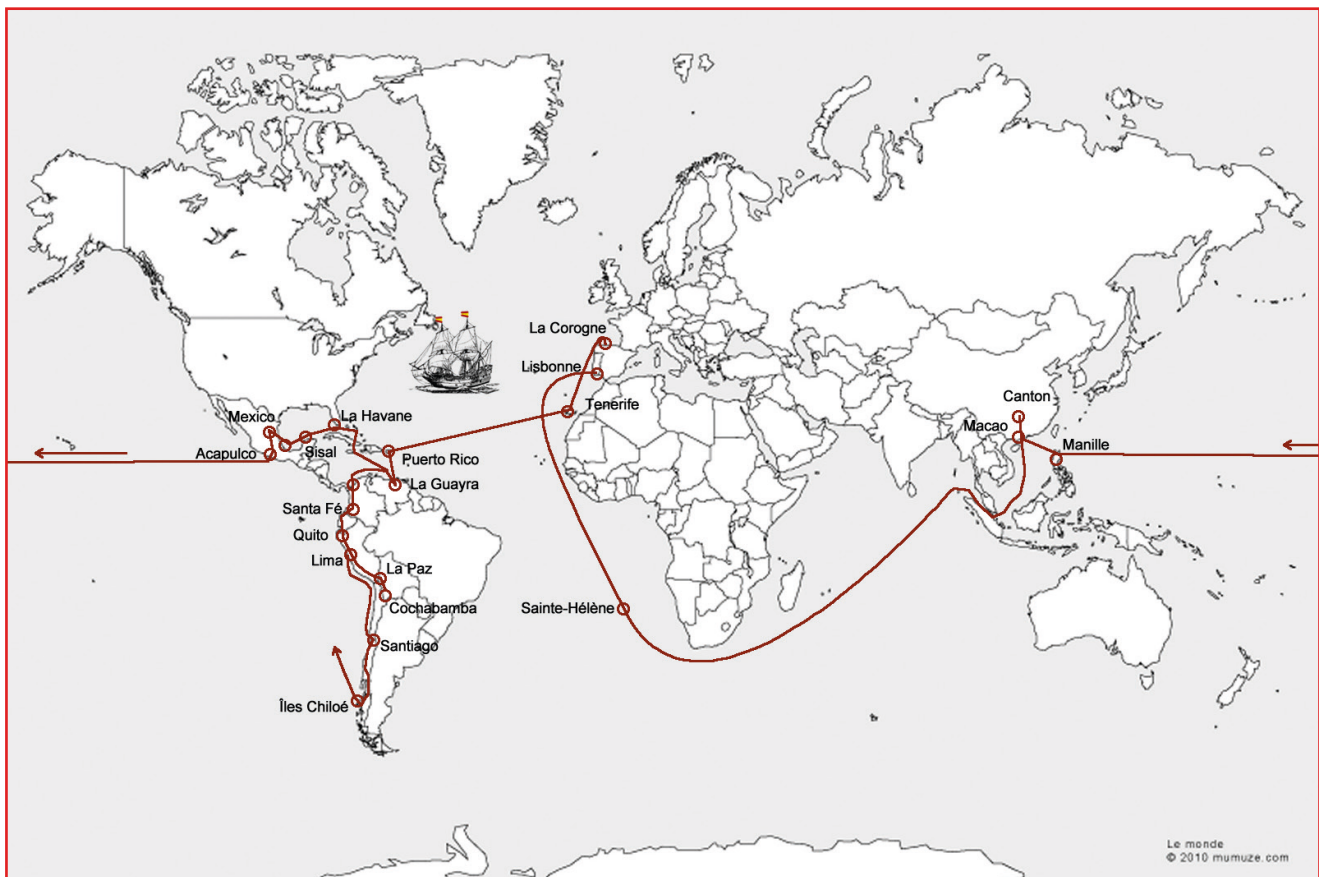 La Corogne
Lisbonne
Canton
Tenerife
Mexico
La Havane
Macao
Manille
Acapulco
Sisal
Puerto Rico
La Guayra
Santa Fé
Quito
Lima
La Paz
Cochabamba
Sainte-Hélène
Santiago
Îles Chiloé
Le monde
© 2010 mumuze.com